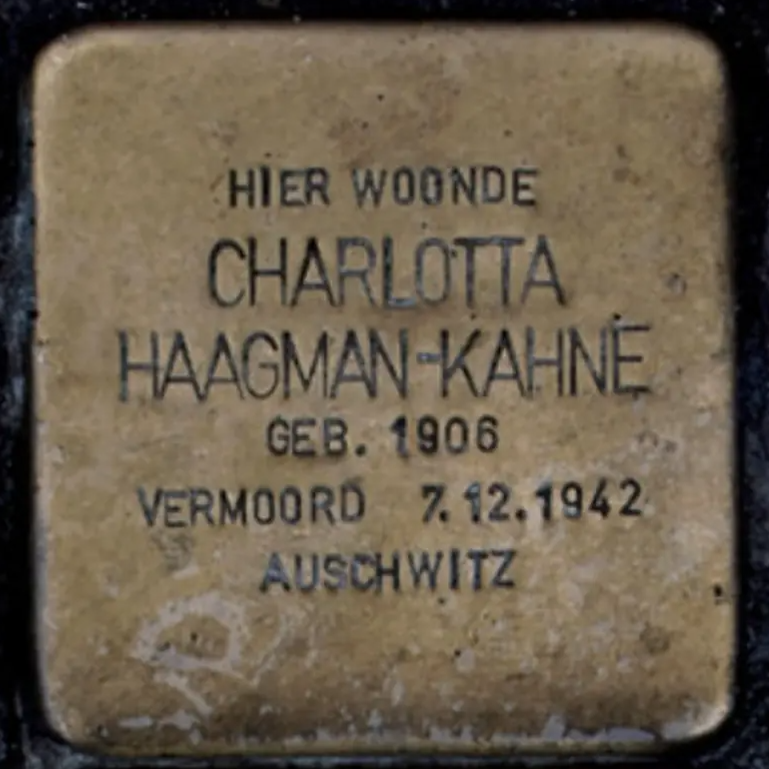 HIER WOONDE
CHARLOTTA
HAAGMAN-KAHNE
GEB. 1906
VERMOORD 7.12.1942
AUSCHWITZ